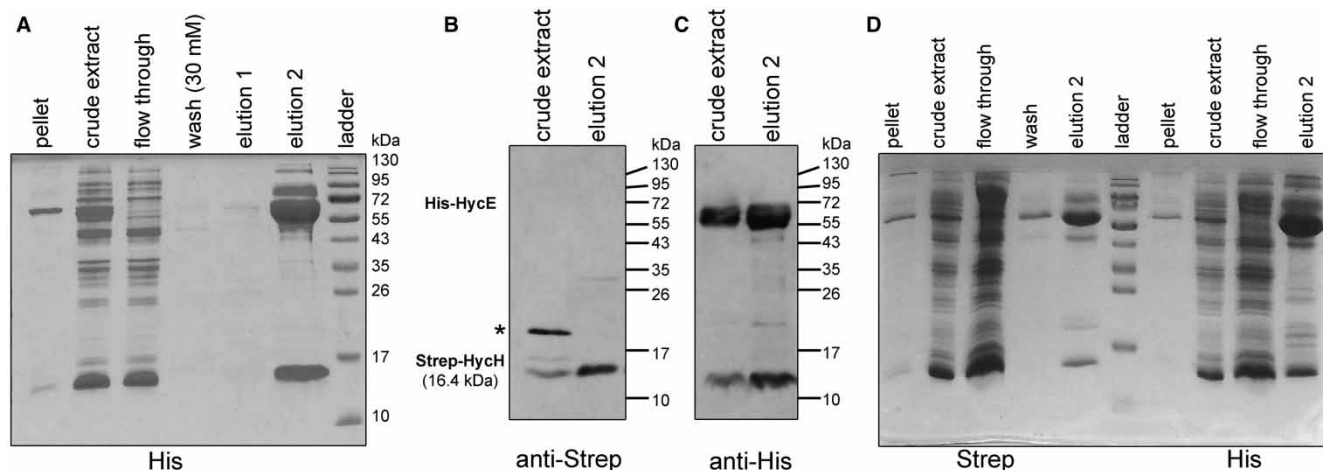 A
pellet
crude extract
flow through
wash (30 mM)
elution 1
elution 2
ladder
kDa
130
95
72
55
43
35
26
17
10
His
B
crude extract
elution 2
kDa
130
95
72
55
43
35
26
17
10
His-HycE
*
Strep-HycH
(16.4 kDa)
anti-Strep
C
crude extract
elution 2
kDa
130
95
72
55
43
35
26
17
10
anti-His
D
pellet
crude extract
flow through
wash
elution 2
ladder
pellet
crude extract
flow through
elution 2
Strep
His